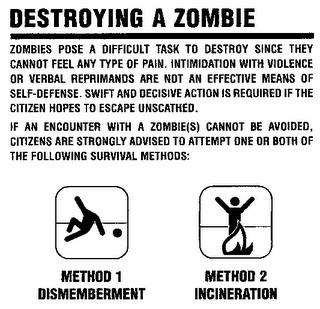 DESTROYING A ZOMBIE
ZOMBIES POSE A DIFFICULT TASK TO DESTROY SINCE THEY
CANNOT FEEL ANY TYPE OF PAIN. INTIMIDATION WITH VIOLENCE
OR VERBAL REPRIMANDS ARE NOT AN EFFECTIVE MEANS OF
SELF-DEFENSE. SWIFT AND DECISIVE ACTION IS REQUIRED IF THE
CITIZEN HOPES TO ESCAPE UNSCATHED.
IF AN ENCOUNTER WITH A ZOMBIE(S) CANNOT BE AVOIDED,
CITIZENS ARE STRONGLY ADVISED TO ATTEMPT ONE OR BOTH OF
THE FOLLOWING SURVIVAL METHODS:
METHOD 1
DISMEMBERMENT
METHOD 2
INCINERATION